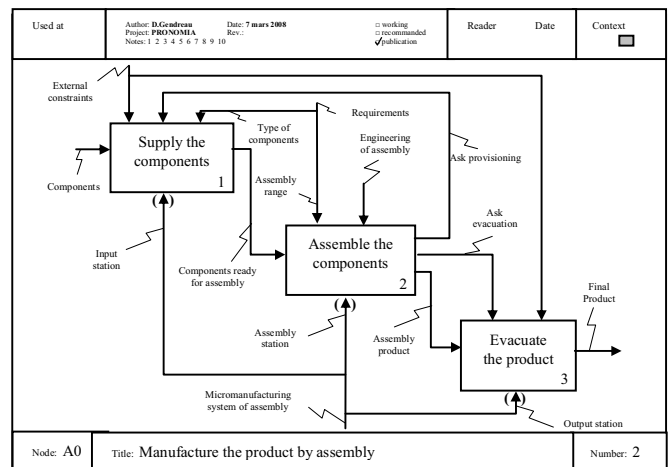 Used at
Author: D.Gendreau Date: 7 mars 2008
Project: PRONOMIA Rev.:
Notes: 1 2 3 4 5 6 7 8 9 10
working
recommanded
publication
Reader Date
Context
External
constraints
Requirements
Type of
components
Engineering
of assembly
Ask provisioning
Supply the
components
1
Components
Assembly
range
Ask
evacuation
Input
station
Components ready
for assembly
Assemble the
components
2
Final
Product
Assembly
station
Assembly
product
Evacuate
the product
3
Micromanufacturing
system of assembly
Output station
Node: A0
Title: Manufacture the product by assembly
Number: 2